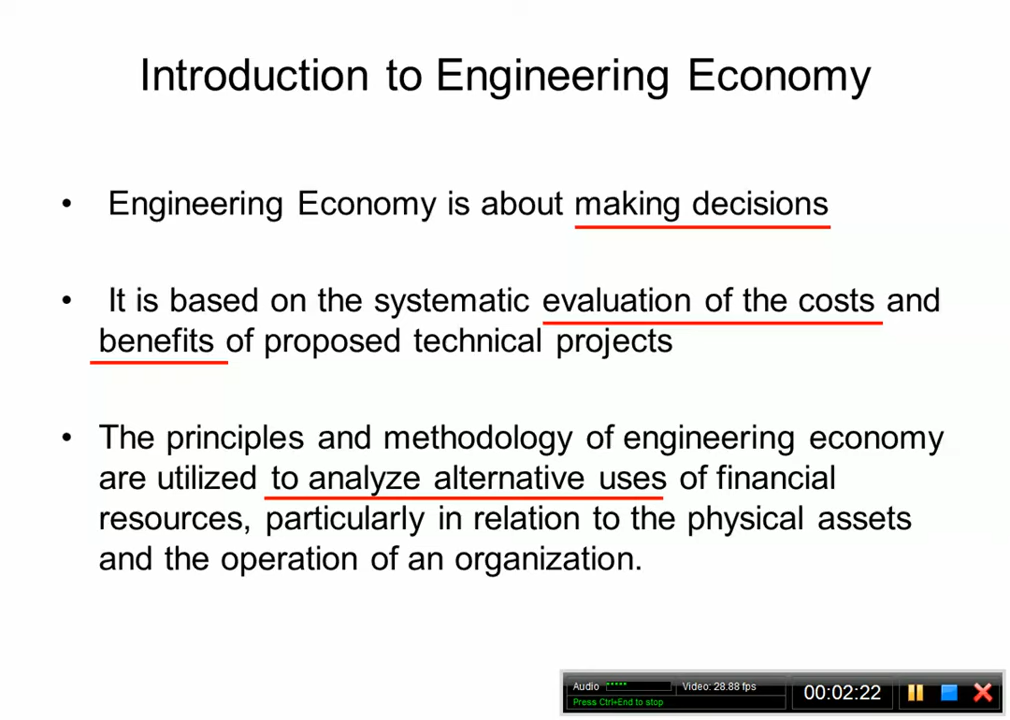 Introduction to Engineering Economy
• Engineering Economy is about making decisions
• It is based on the systematic evaluation of the costs and
benefits of proposed technical projects
• The principles and methodology of engineering economy
are utilized to analyze alternative uses of financial
resources, particularly in relation to the physical assets
and the operation of an organization.
Audio Video: 28.88 fps 00:02:22
Press Ctrl+End to stop